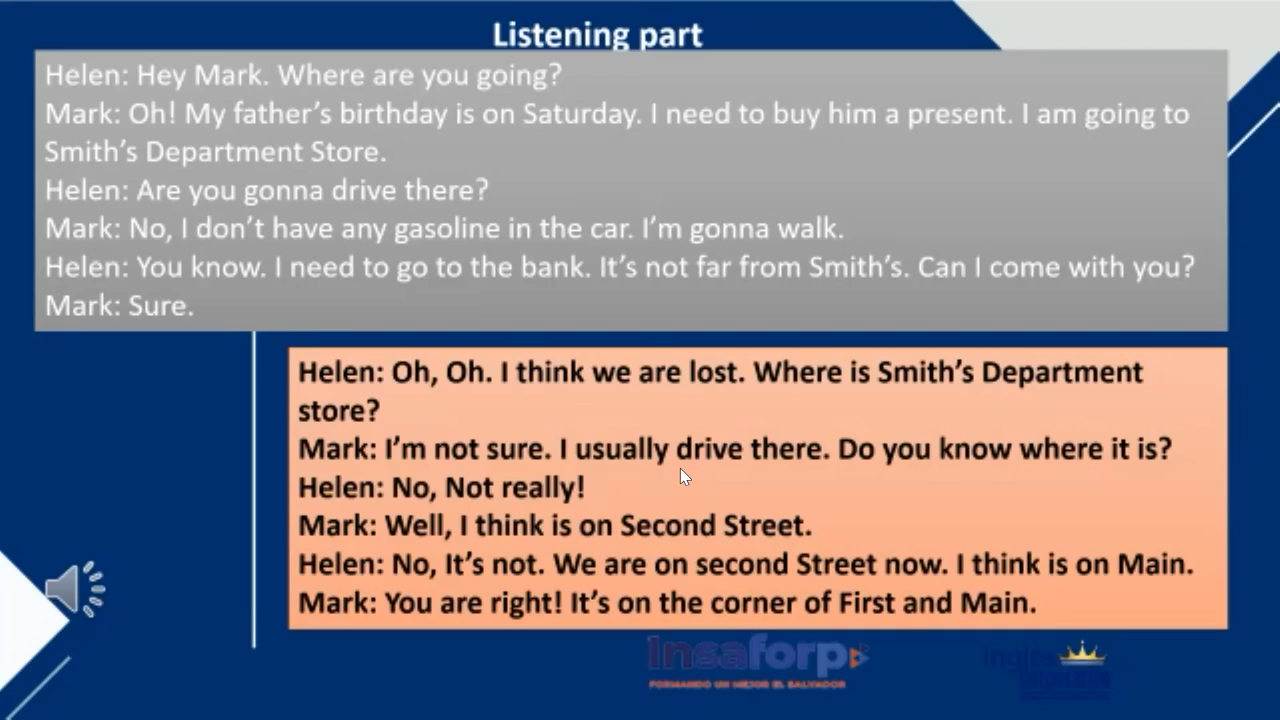 Listening part
Helen: Hey Mark. Where are you going?
Mark: Oh! My father’s birthday is on Saturday. I need to buy him a present. I am going to
Smith’s Department Store.
Helen: Are you gonna drive there?
Mark: No, I don’t have any gasoline in the car. I’m gonna walk.
Helen: You know. I need to go to the bank. It’s not far from Smith’s. Can I come with you?
Mark: Sure.
Helen: Oh, Oh. I think we are lost. Where is Smith’s Department
store?
Mark: I’m not sure. I usually drive there. Do you know where it is?
Helen: No, Not really!
Mark: Well, I think is on Second Street.
Helen: No, It’s not. We are on second Street now. I think is on Main.
Mark: You are right! It’s on the corner of First and Main.
Insaforp
FORMANDO UN MEJOR EL SALVADOR